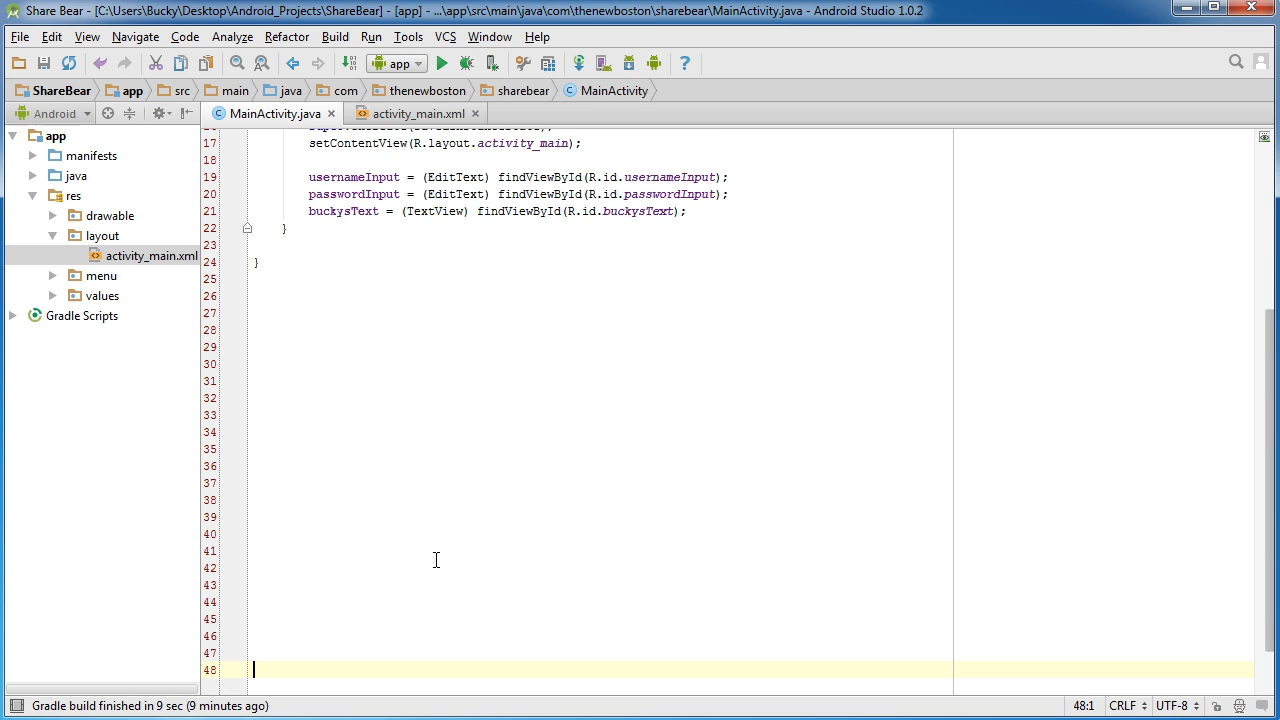 Share Bear - [C:\Users\Bucky\Desktop\Android_Projects\ShareBear] - [app] - ...\app\src\main\java\com\thenewboston\sharebear\MainActivity.java - Android Studio 1.0.2
File Edit View Navigate Code Analyze Refactor Build Run Tools VCS Window Help
app
ShareBear app src main java com thenewboston sharebear MainActivity
Android MainActivity.java activity_main.xml
app
manifests
java
res
drawable
layout
activity_main.xml
menu
values
Gradle Scripts
17 setContentView(R.layout.activity_main);
18
19 usernameInput = (EditText) findViewById(R.id.usernameInput);
20 passwordInput = (EditText) findViewById(R.id.passwordInput);
21 buckysText = (TextView) findViewById(R.id.buckysText);
22 }
23
24 }
25
26
27
28
29
30
31
32
33
34
35
36
37
38
39
40
41
42
43
44
45
46
47
48
Gradle build finished in 9 sec (9 minutes ago) 48:1 CRLF UTF-8